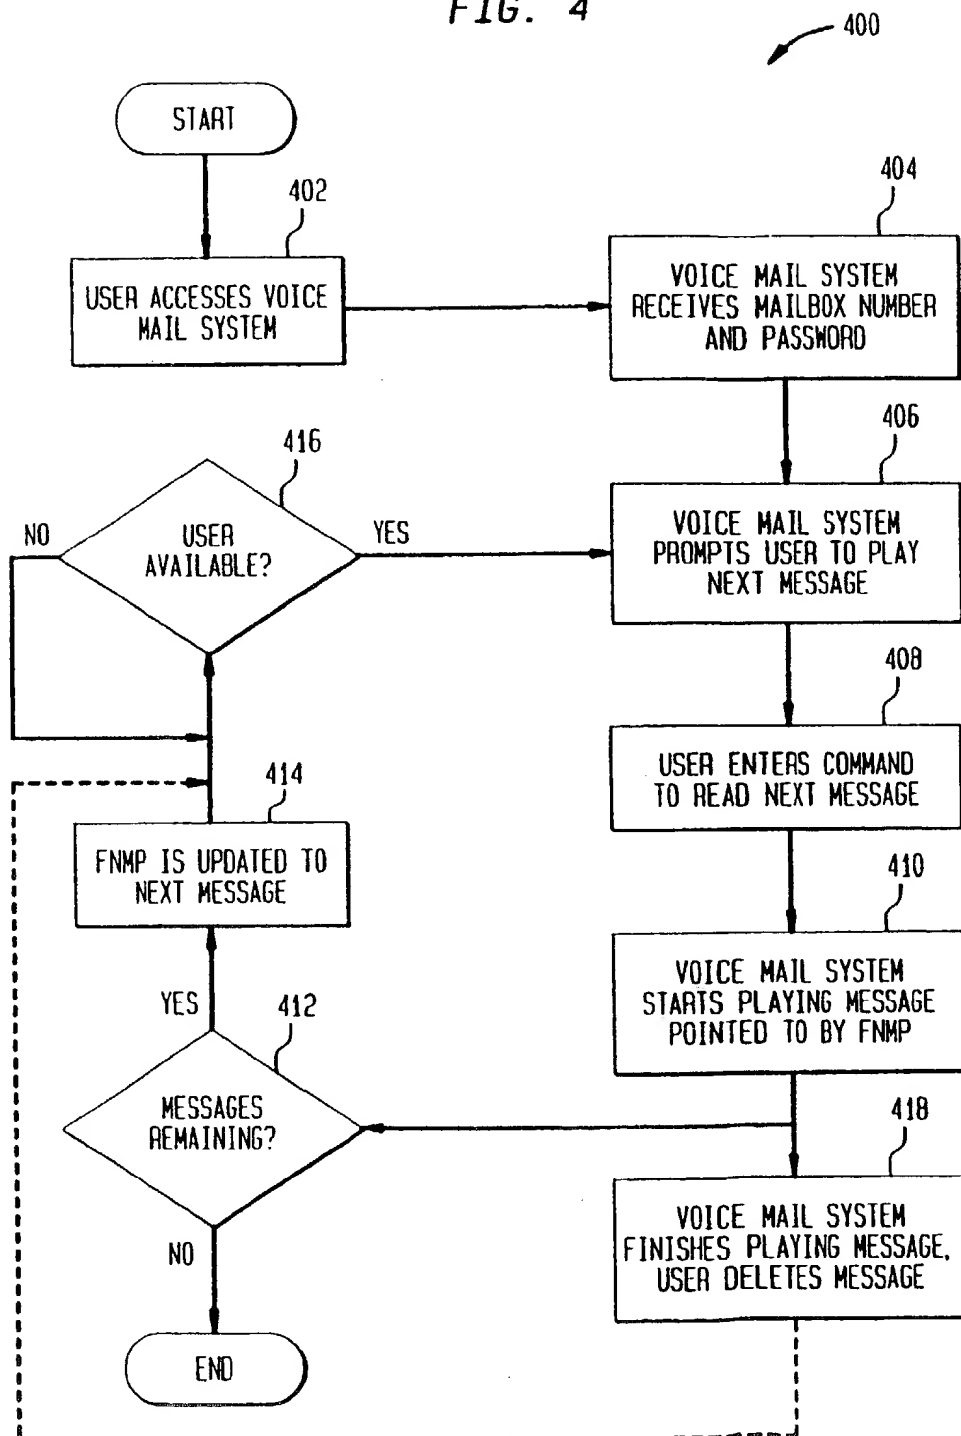 FIG. 4
400
START
402
USER ACCESSES VOICE
MAIL SYSTEM
404
VOICE MAIL SYSTEM
RECEIVES MAILBOX NUMBER
AND PASSWORD
406
VOICE MAIL SYSTEM
PROMPTS USER TO PLAY
NEXT MESSAGE
416
USER
AVAILABLE?
NO
YES
408
USER ENTERS COMMAND
TO READ NEXT MESSAGE
414
FNMP IS UPDATED TO
NEXT MESSAGE
410
VOICE MAIL SYSTEM
STARTS PLAYING MESSAGE
POINTED TO BY FNMP
YES
412
MESSAGES
REMAINING?
NO
418
VOICE MAIL SYSTEM
FINISHES PLAYING MESSAGE,
USER DELETES MESSAGE
END